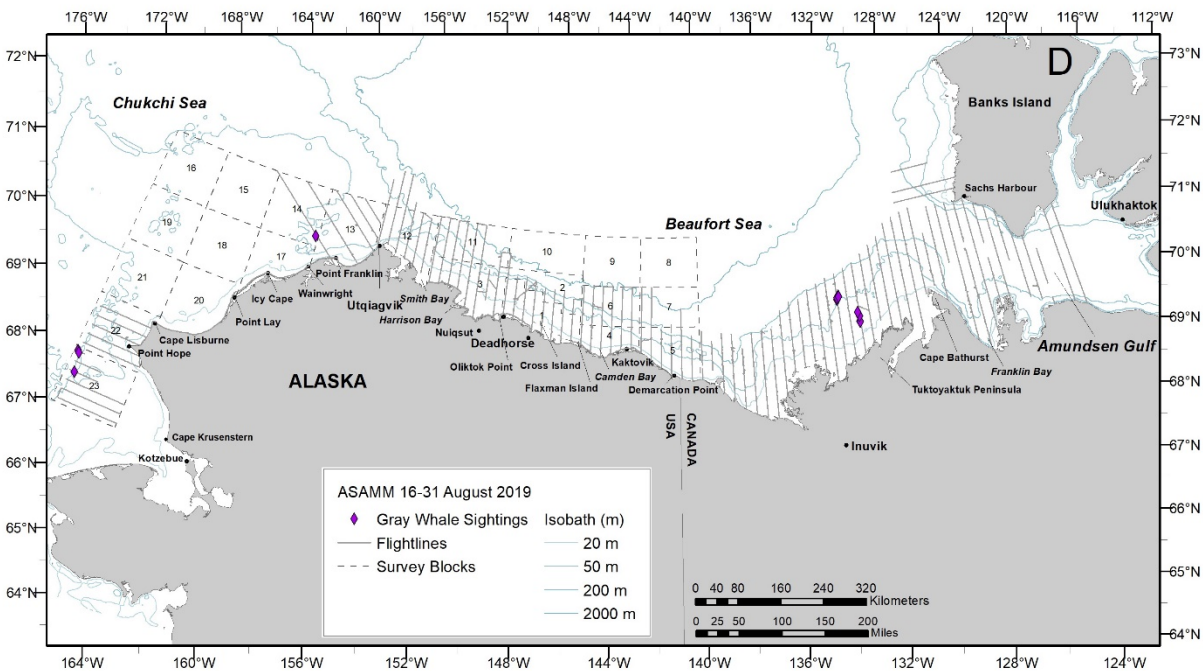 176°W 172°W 168°W 164°W 160°W 156°W 152°W 148°W 144°W 140°W 136°W 132°W 128°W 124°W 120°W 116°W 112°W
72°N
71°N
70°N
69°N
68°N
67°N
66°N
65°N
64°N
73°N
72°N
71°N
70°N
69°N
68°N
67°N
66°N
65°N
64°N
D
Chukchi Sea
Banks Island
Sachs Harbour
Ulukhaktok
Beaufort Sea
16
15
14
13
12
11
10
9
8
19
18
17
21
20
22
23
3
2
1
6
7
4
5
Point Franklin
Wainwright
Icy Cape
Utqiagvik
Point Lay
Cape Lisburne
Point Hope
Smith Bay
Harrison Bay
Nuiqsut
Deadhorse
Oliktok Point
Cross Island
Flaxman Island
Kaktovik
Camden Bay
Demarcation Point
Cape Bathurst
Franklin Bay
Amundsen Gulf
Tuktoyaktuk Peninsula
ALASKA
USA
CANADA
Inuvik
Cape Krusenstern
Kotzebue
ASAMM 16-31 August 2019
Gray Whale Sightings
Flightlines
Survey Blocks
Isobath (m)
20 m
50 m
200 m
2000 m
0 40 80 160 240 320
Kilometers
0 25 50 100 150 200
Miles
164°W 160°W 156°W 152°W 148°W 144°W 140°W 136°W 132°W 128°W 124°W